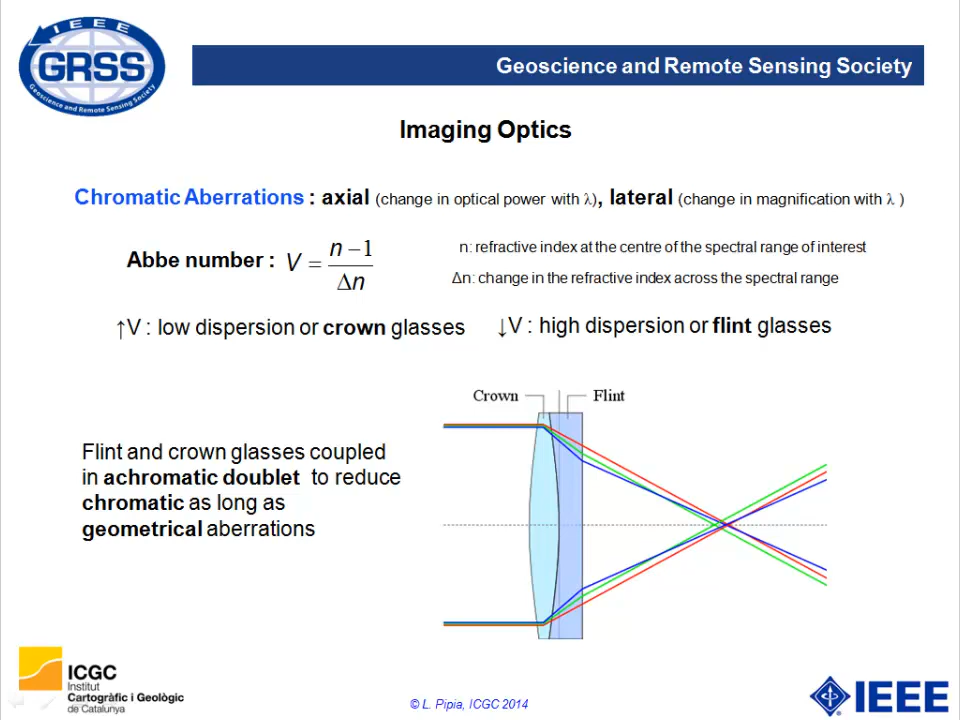 IEEE
GRSS
Geoscience and Remote Sensing Society
Geoscience and Remote Sensing Society
Imaging Optics
Chromatic Aberrations : axial (change in optical power with λ), lateral (change in magnification with λ )
Abbe number : V = (n − 1) / Δn
n: refractive index at the centre of the spectral range of interest
Δn: change in the refractive index across the spectral range
↑V : low dispersion or crown glasses
↓V : high dispersion or flint glasses
Crown
Flint
Flint and crown glasses coupled
in achromatic doublet to reduce
chromatic as long as
geometrical aberrations
ICGC
Institut
Cartogràfic i Geològic
de Catalunya
© L. Pipia, ICGC 2014
IEEE